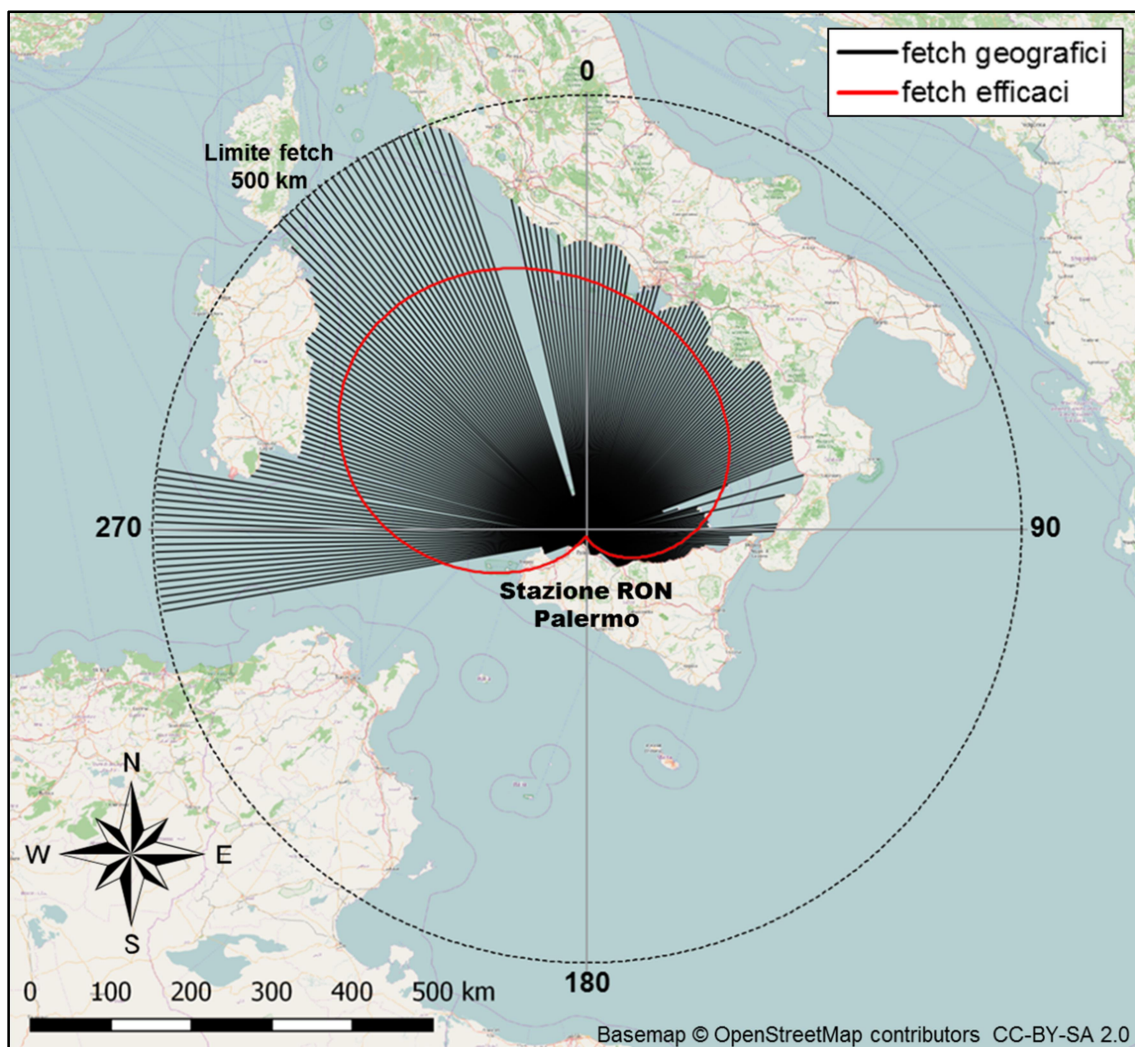 fetch geografici
fetch efficaci
0
Limite fetch
500 km
270
90
Stazione RON
Palermo
N
W
E
S
180
0
100
200
300
400
500 km
Basemap © OpenStreetMap contributors CC-BY-SA 2.0